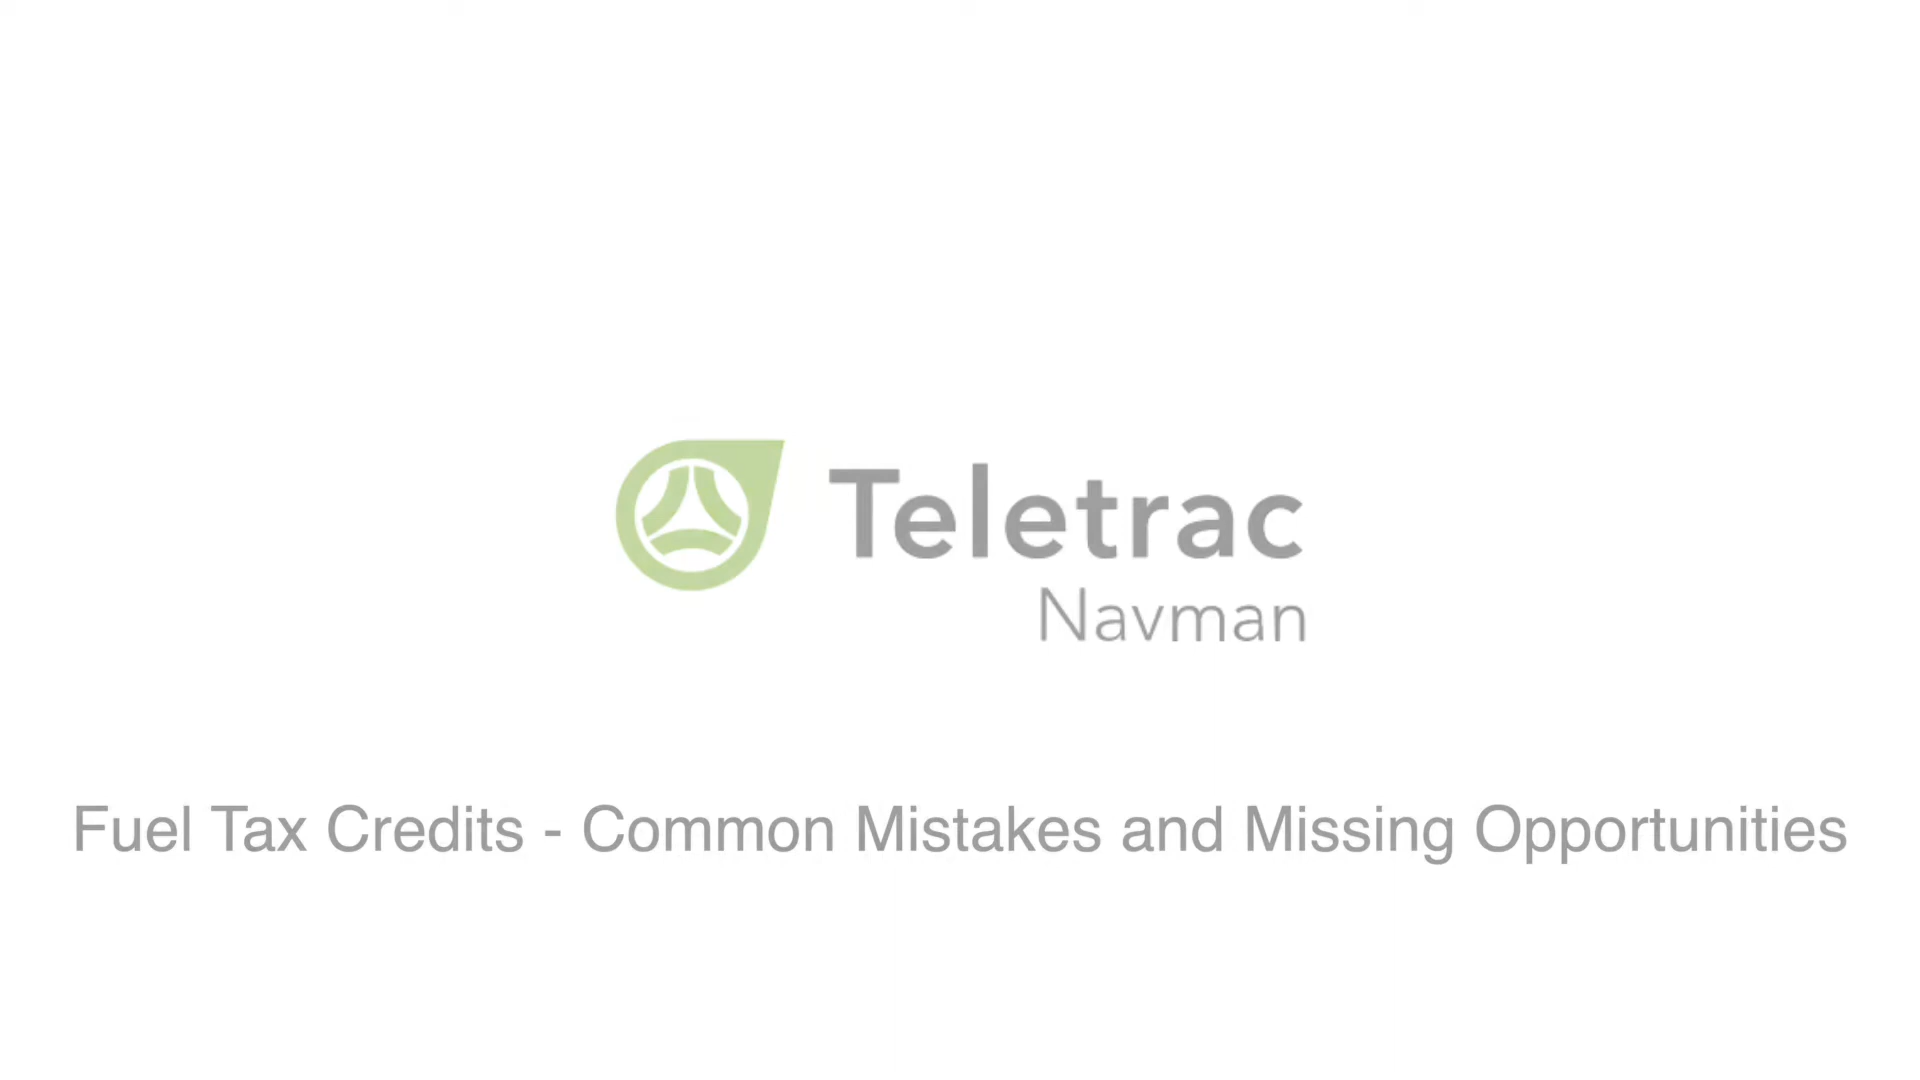 Teletrac
Navman
Fuel Tax Credits - Common Mistakes and Missing Opportunities